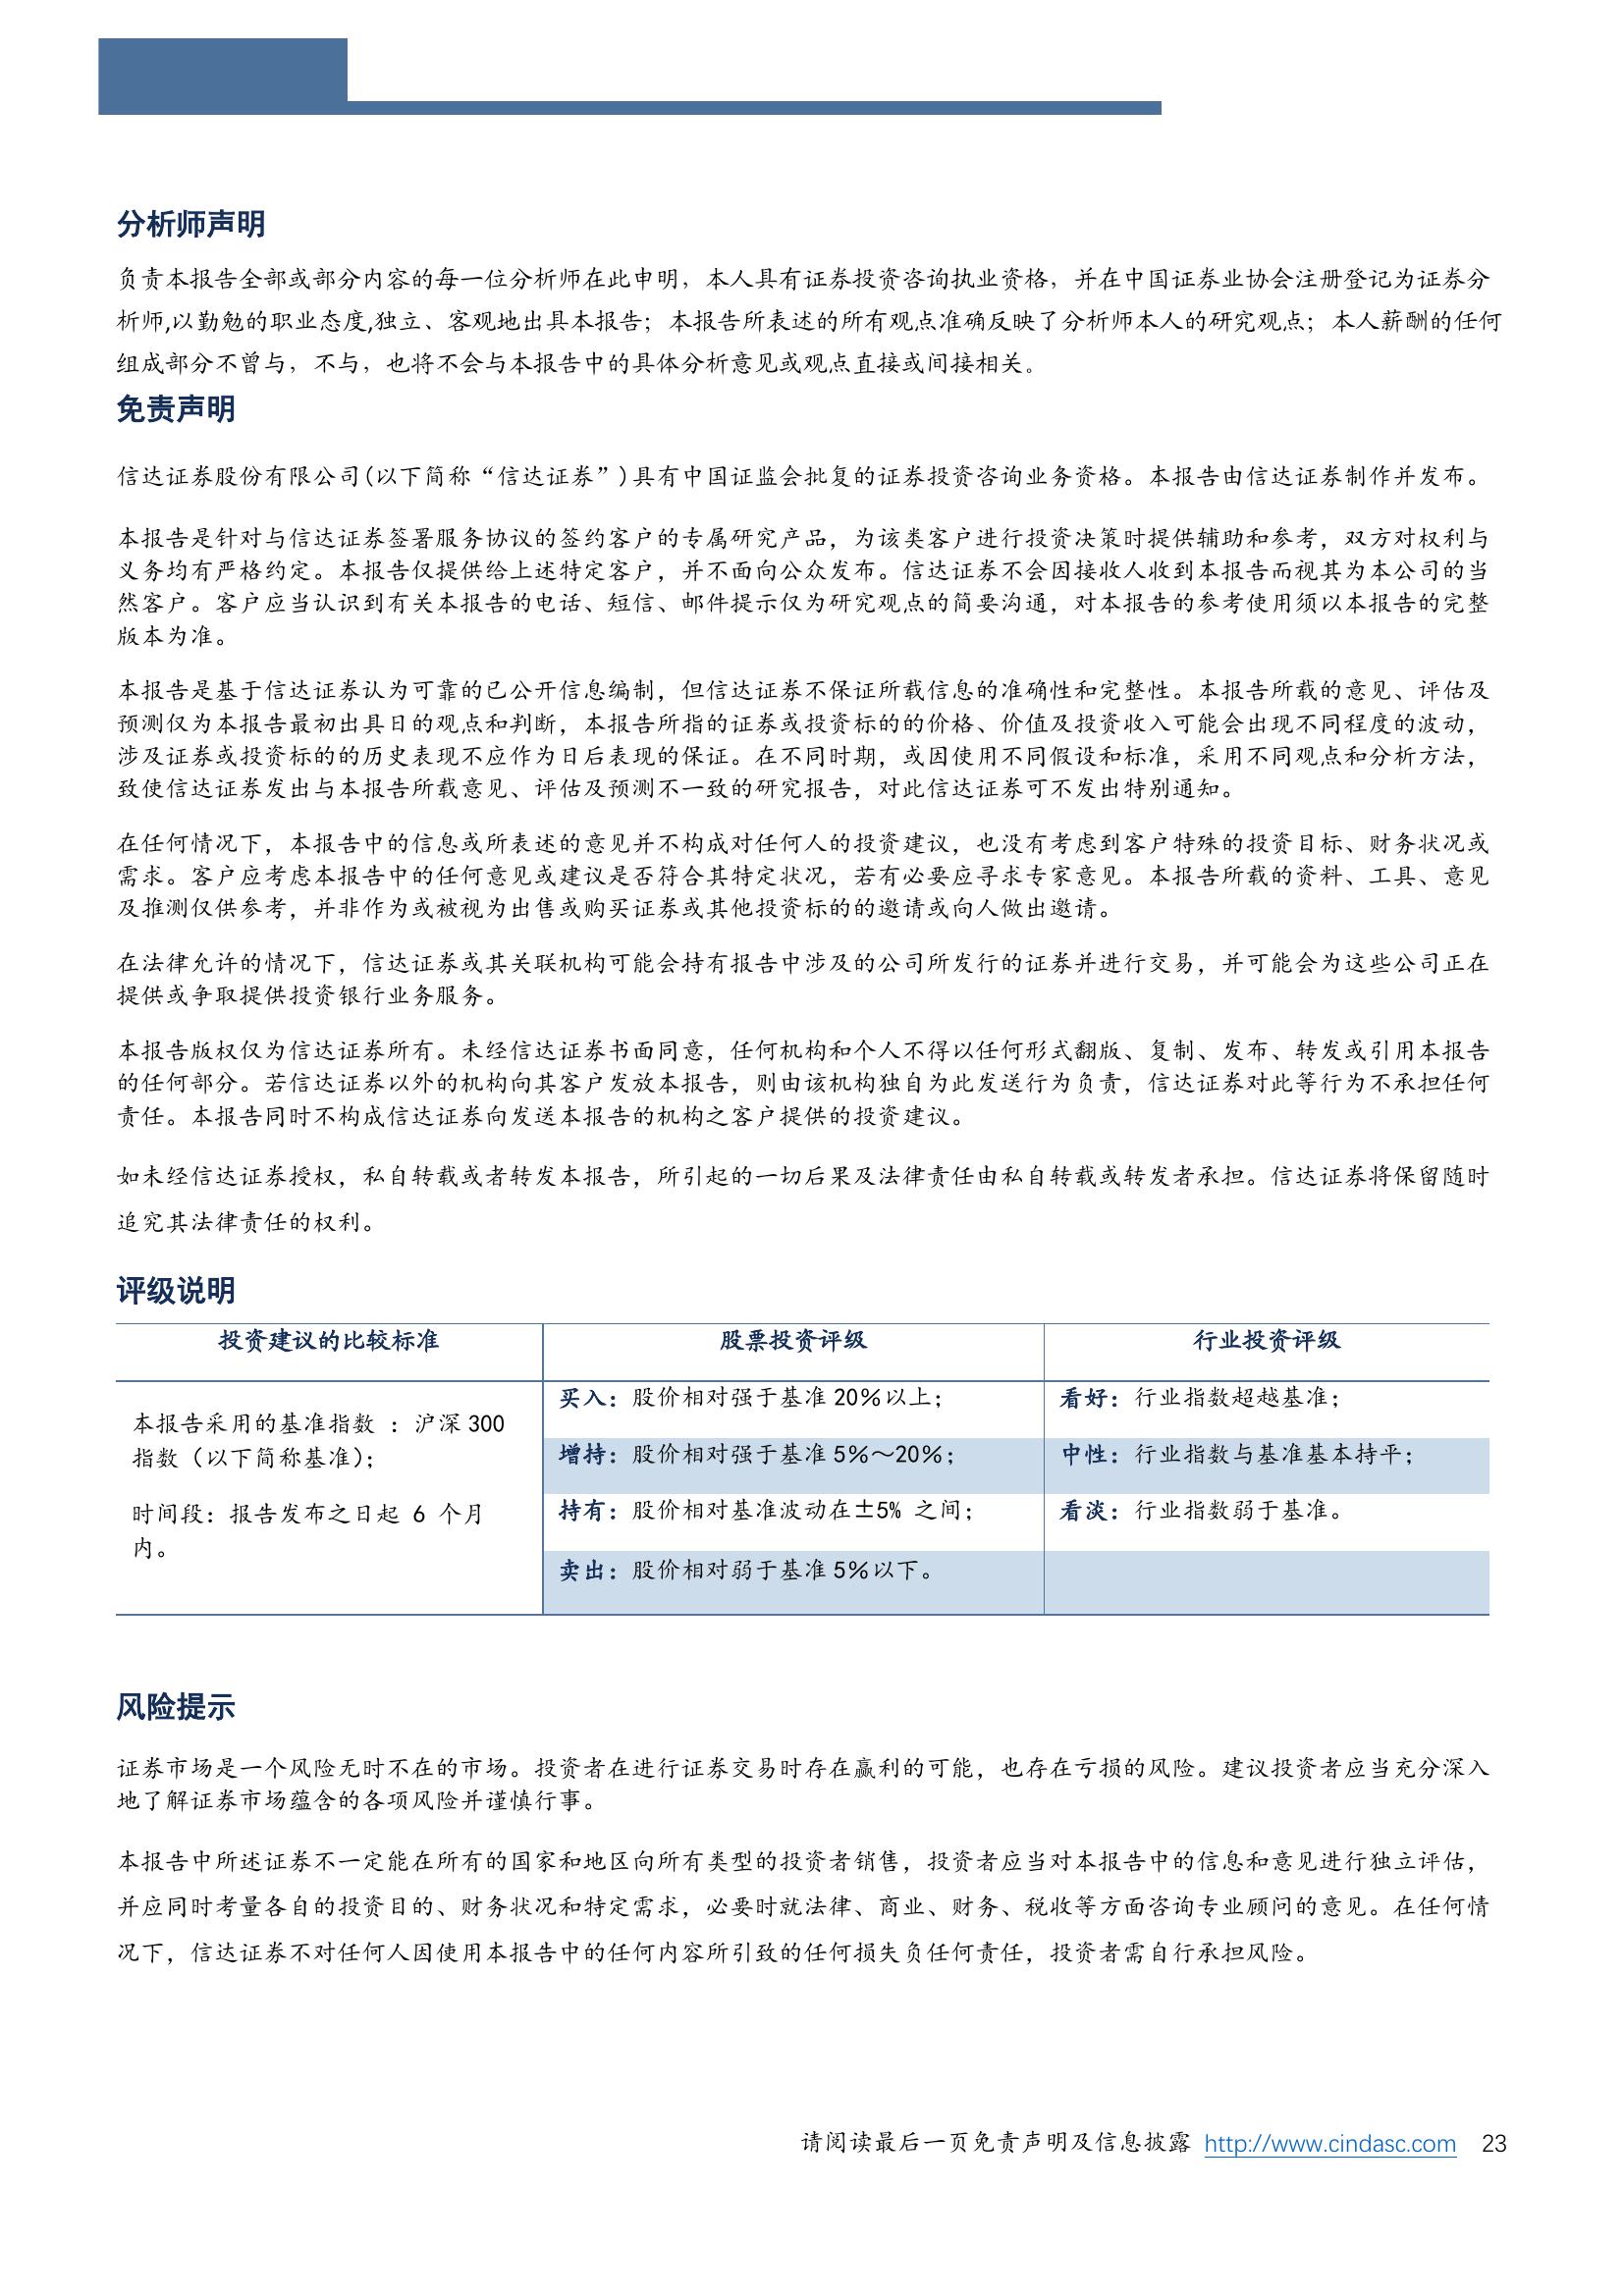 分析师声明
负责本报告全部或部分内容的每一位分析师在此申明，本人具有证券投资咨询执业资格，并在中国证券业协会注册登记为证券分
析师,以勤勉的职业态度,独立、客观地出具本报告；本报告所表述的所有观点准确反映了分析师本人的研究观点；本人薪酬的任何
组成部分不曾与，不与，也将不会与本报告中的具体分析意见或观点直接或间接相关。
免责声明
信达证券股份有限公司(以下简称“信达证券”)具有中国证监会批复的证券投资咨询业务资格。本报告由信达证券制作并发布。
本报告是针对与信达证券签署服务协议的签约客户的专属研究产品，为该类客户进行投资决策时提供辅助和参考，双方对权利与
义务均有严格约定。本报告仅提供给上述特定客户，并不面向公众发布。信达证券不会因接收人收到本报告而视其为本公司的当
然客户。客户应当认识到有关本报告的电话、短信、邮件提示仅为研究观点的简要沟通，对本报告的参考使用须以本报告的完整
版本为准。
本报告是基于信达证券认为可靠的已公开信息编制，但信达证券不保证所载信息的准确性和完整性。本报告所载的意见、评估及
预测仅为本报告最初出具日的观点和判断，本报告所指的证券或投资标的的价格、价值及投资收入可能会出现不同程度的波动，
涉及证券或投资标的的历史表现不应作为日后表现的保证。在不同时期，或因使用不同假设和标准，采用不同观点和分析方法，
致使信达证券发出与本报告所载意见、评估及预测不一致的研究报告，对此信达证券可不发出特别通知。
在任何情况下，本报告中的信息或所表述的意见并不构成对任何人的投资建议，也没有考虑到客户特殊的投资目标、财务状况或
需求。客户应考虑本报告中的任何意见或建议是否符合其特定状况，若有必要应寻求专家意见。本报告所载的资料、工具、意见
及推测仅供参考，并非作为或被视为出售或购买证券或其他投资标的的邀请或向人做出邀请。
在法律允许的情况下，信达证券或其关联机构可能会持有报告中涉及的公司所发行的证券并进行交易，并可能会为这些公司正在
提供或争取提供投资银行业务服务。
本报告版权仅为信达证券所有。未经信达证券书面同意，任何机构和个人不得以任何形式翻版、复制、发布、转发或引用本报告
的任何部分。若信达证券以外的机构向其客户发放本报告，则由该机构独自为此发送行为负责，信达证券对此等行为不承担任何
责任。本报告同时不构成信达证券向发送本报告的机构之客户提供的投资建议。
如未经信达证券授权，私自转载或者转发本报告，所引起的一切后果及法律责任由私自转载或转发者承担。信达证券将保留随时
追究其法律责任的权利。
评级说明
投资建议的比较标准 股票投资评级 行业投资评级
本报告采用的基准指数 ：沪深 300
指数（以下简称基准）；
时间段：报告发布之日起 6 个月
内。
买入：股价相对强于基准 20％以上；
增持：股价相对强于基准 5％～20％；
持有：股价相对基准波动在±5% 之间；
卖出：股价相对弱于基准 5％以下。
看好：行业指数超越基准；
中性：行业指数与基准基本持平；
看淡：行业指数弱于基准。
风险提示
证券市场是一个风险无时不在的市场。投资者在进行证券交易时存在赢利的可能，也存在亏损的风险。建议投资者应当充分深入
地了解证券市场蕴含的各项风险并谨慎行事。
本报告中所述证券不一定能在所有的国家和地区向所有类型的投资者销售，投资者应当对本报告中的信息和意见进行独立评估，
并应同时考量各自的投资目的、财务状况和特定需求，必要时就法律、商业、财务、税收等方面咨询专业顾问的意见。在任何情
况下，信达证券不对任何人因使用本报告中的任何内容所引致的任何损失负任何责任，投资者需自行承担风险。
请阅读最后一页免责声明及信息披露 http://www.cindasc.com 23